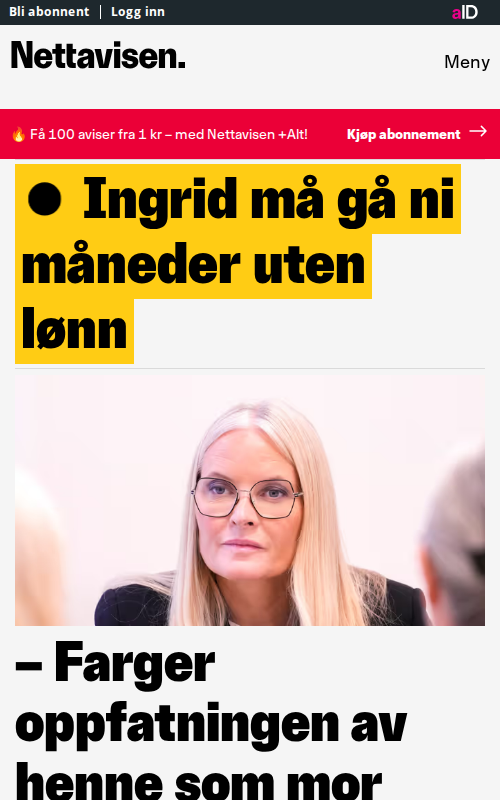 Bli abonnent | Logg inn
aID
Nettavisen.
Meny
🔥 Få 100 aviser fra 1 kr – med Nettavisen +Alt! Kjøp abonnement →
● Ingrid må gå ni
måneder uten
lønn
– Farger
oppfatningen av
henne som mor